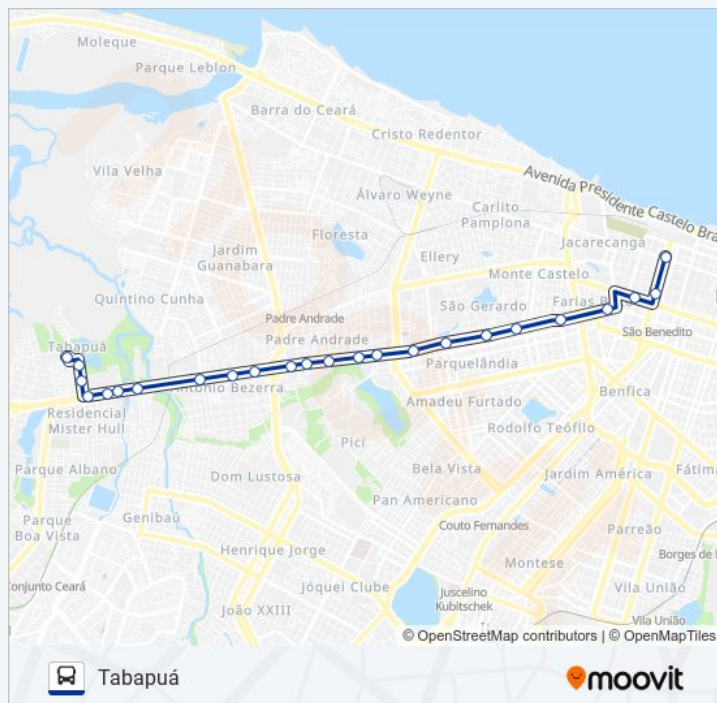 Moleque
Parque Leblon
Barra do Ceará
Cristo Redentor
Vila Velha
Avenida Presidente Castelo Bra
Álvaro Weyne
Carlito
Pamplona
Floresta
Jacarecanga
Jardim
Guanabara
Ellery
Monte Castelo
Quintino Cunha
São Gerardo
Farias B
Padre Andrade
São Benedito
Tabapuá
Padre Andrade
Parquelândia
Antônio Bezerra
Benfica
Residencial
Mister Hull
Amadeu Furtado
Rodolfo Teófilo
Picí
Parque Albano
Bela Vista
Jardim América
Fátima
Dom Lustosa
Pan Americano
Parque
Boa Vista
Genibaú
Couto Fernandes
Parreão
Henrique Jorge
Borges de
Montese
Conjunto Ceará
Jóquei Clube
Juscelino
Kubitschek
Vila União
João XXIII
Vila União
© OpenStreetMap contributors | © OpenMapTiles
Tabapuá
moovit